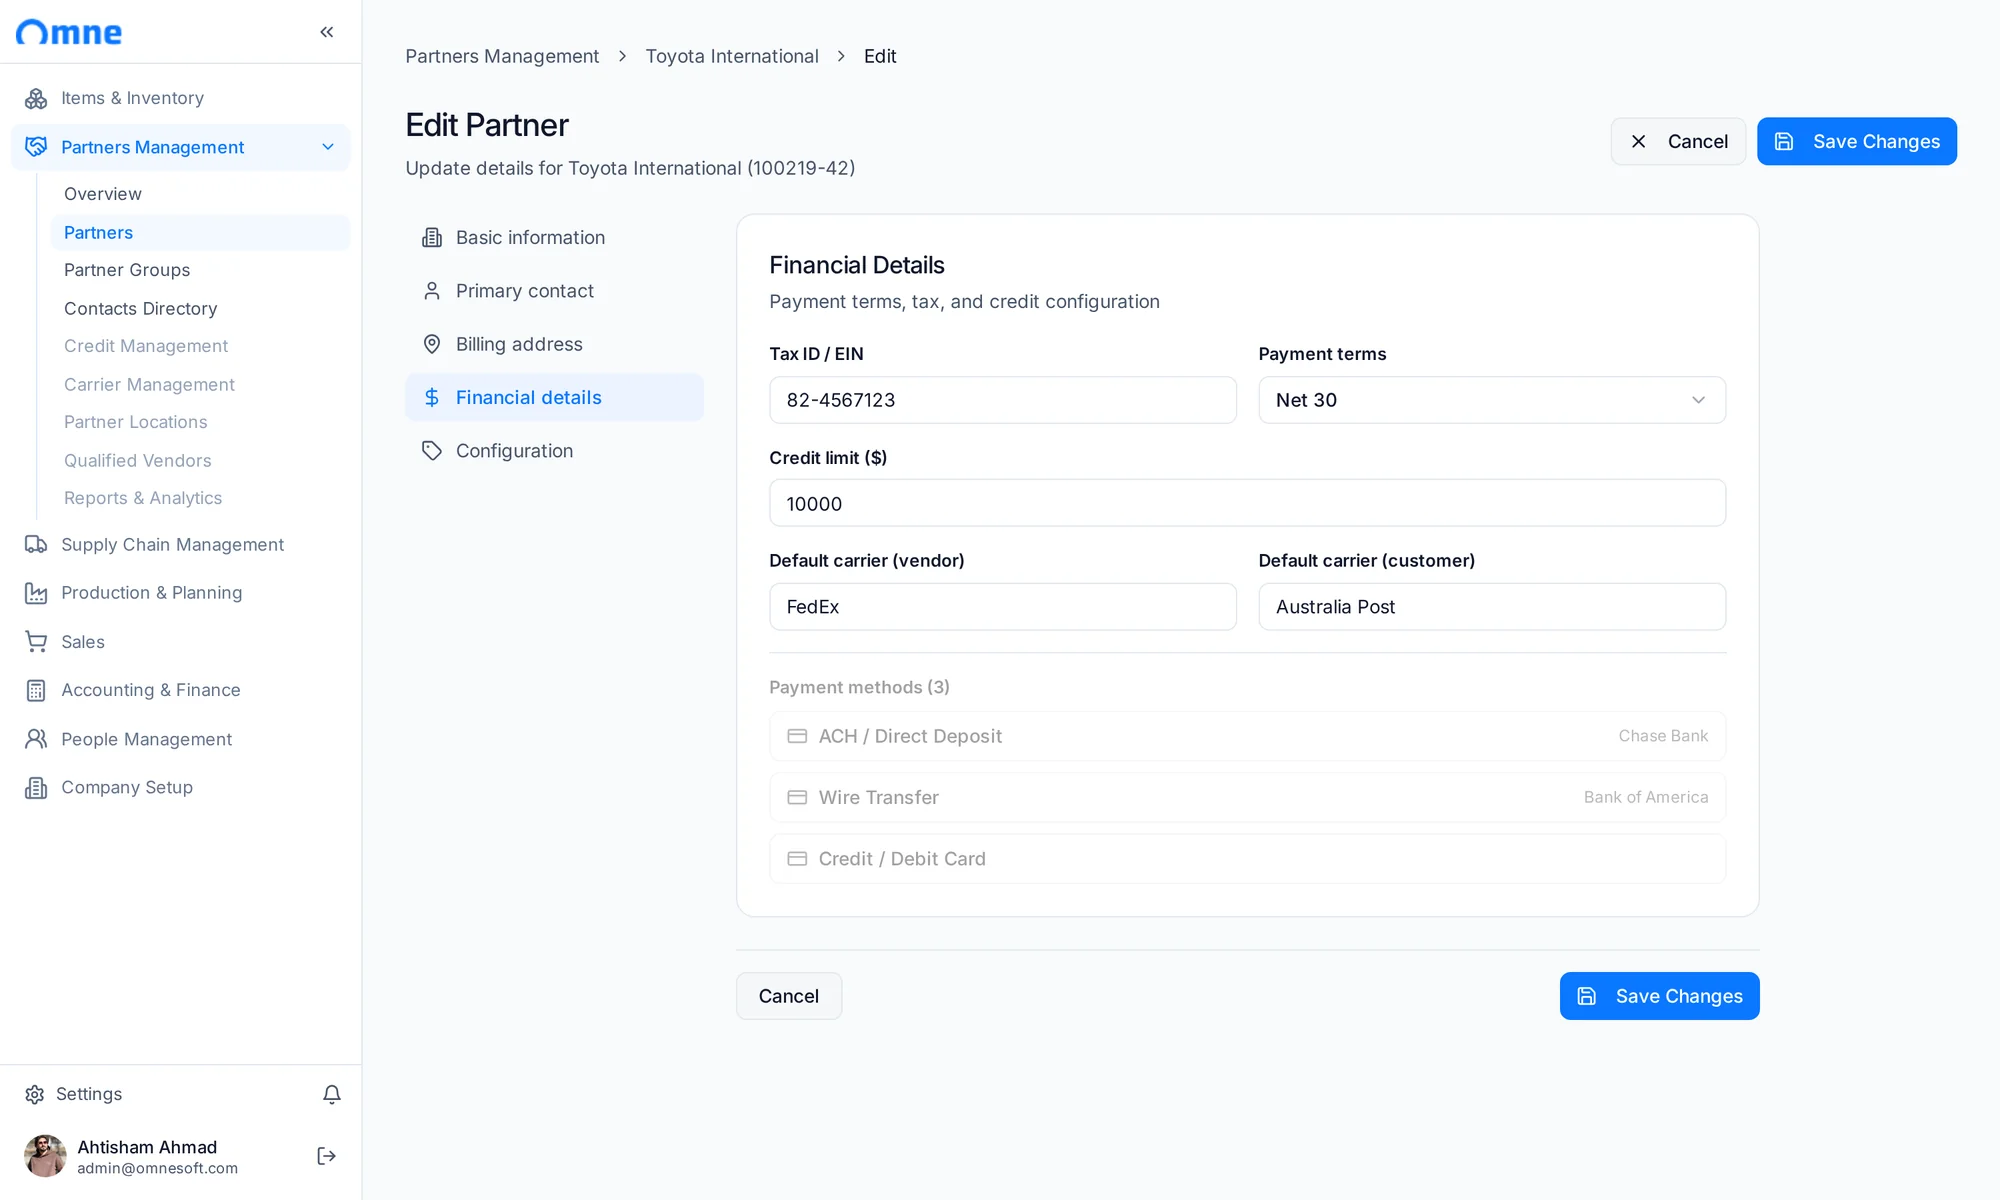 Omne
Items & Inventory
Partners Management
Overview
Partners
Partner Groups
Contacts Directory
Credit Management
Carrier Management
Partner Locations
Qualified Vendors
Reports & Analytics
Supply Chain Management
Production & Planning
Sales
Accounting & Finance
People Management
Company Setup
Settings
Ahtisham Ahmad
admin@omnesoft.com
Partners Management > Toyota International > Edit
Edit Partner
Update details for Toyota International (100219-42)
Cancel
Save Changes
Basic information
Primary contact
Billing address
Financial details
Configuration
Financial Details
Payment terms, tax, and credit configuration
Tax ID / EIN
82-4567123
Payment terms
Net 30
Credit limit ($)
10000
Default carrier (vendor)
FedEx
Default carrier (customer)
Australia Post
Payment methods (3)
ACH / Direct Deposit
Chase Bank
Wire Transfer
Bank of America
Credit / Debit Card
Cancel
Save Changes